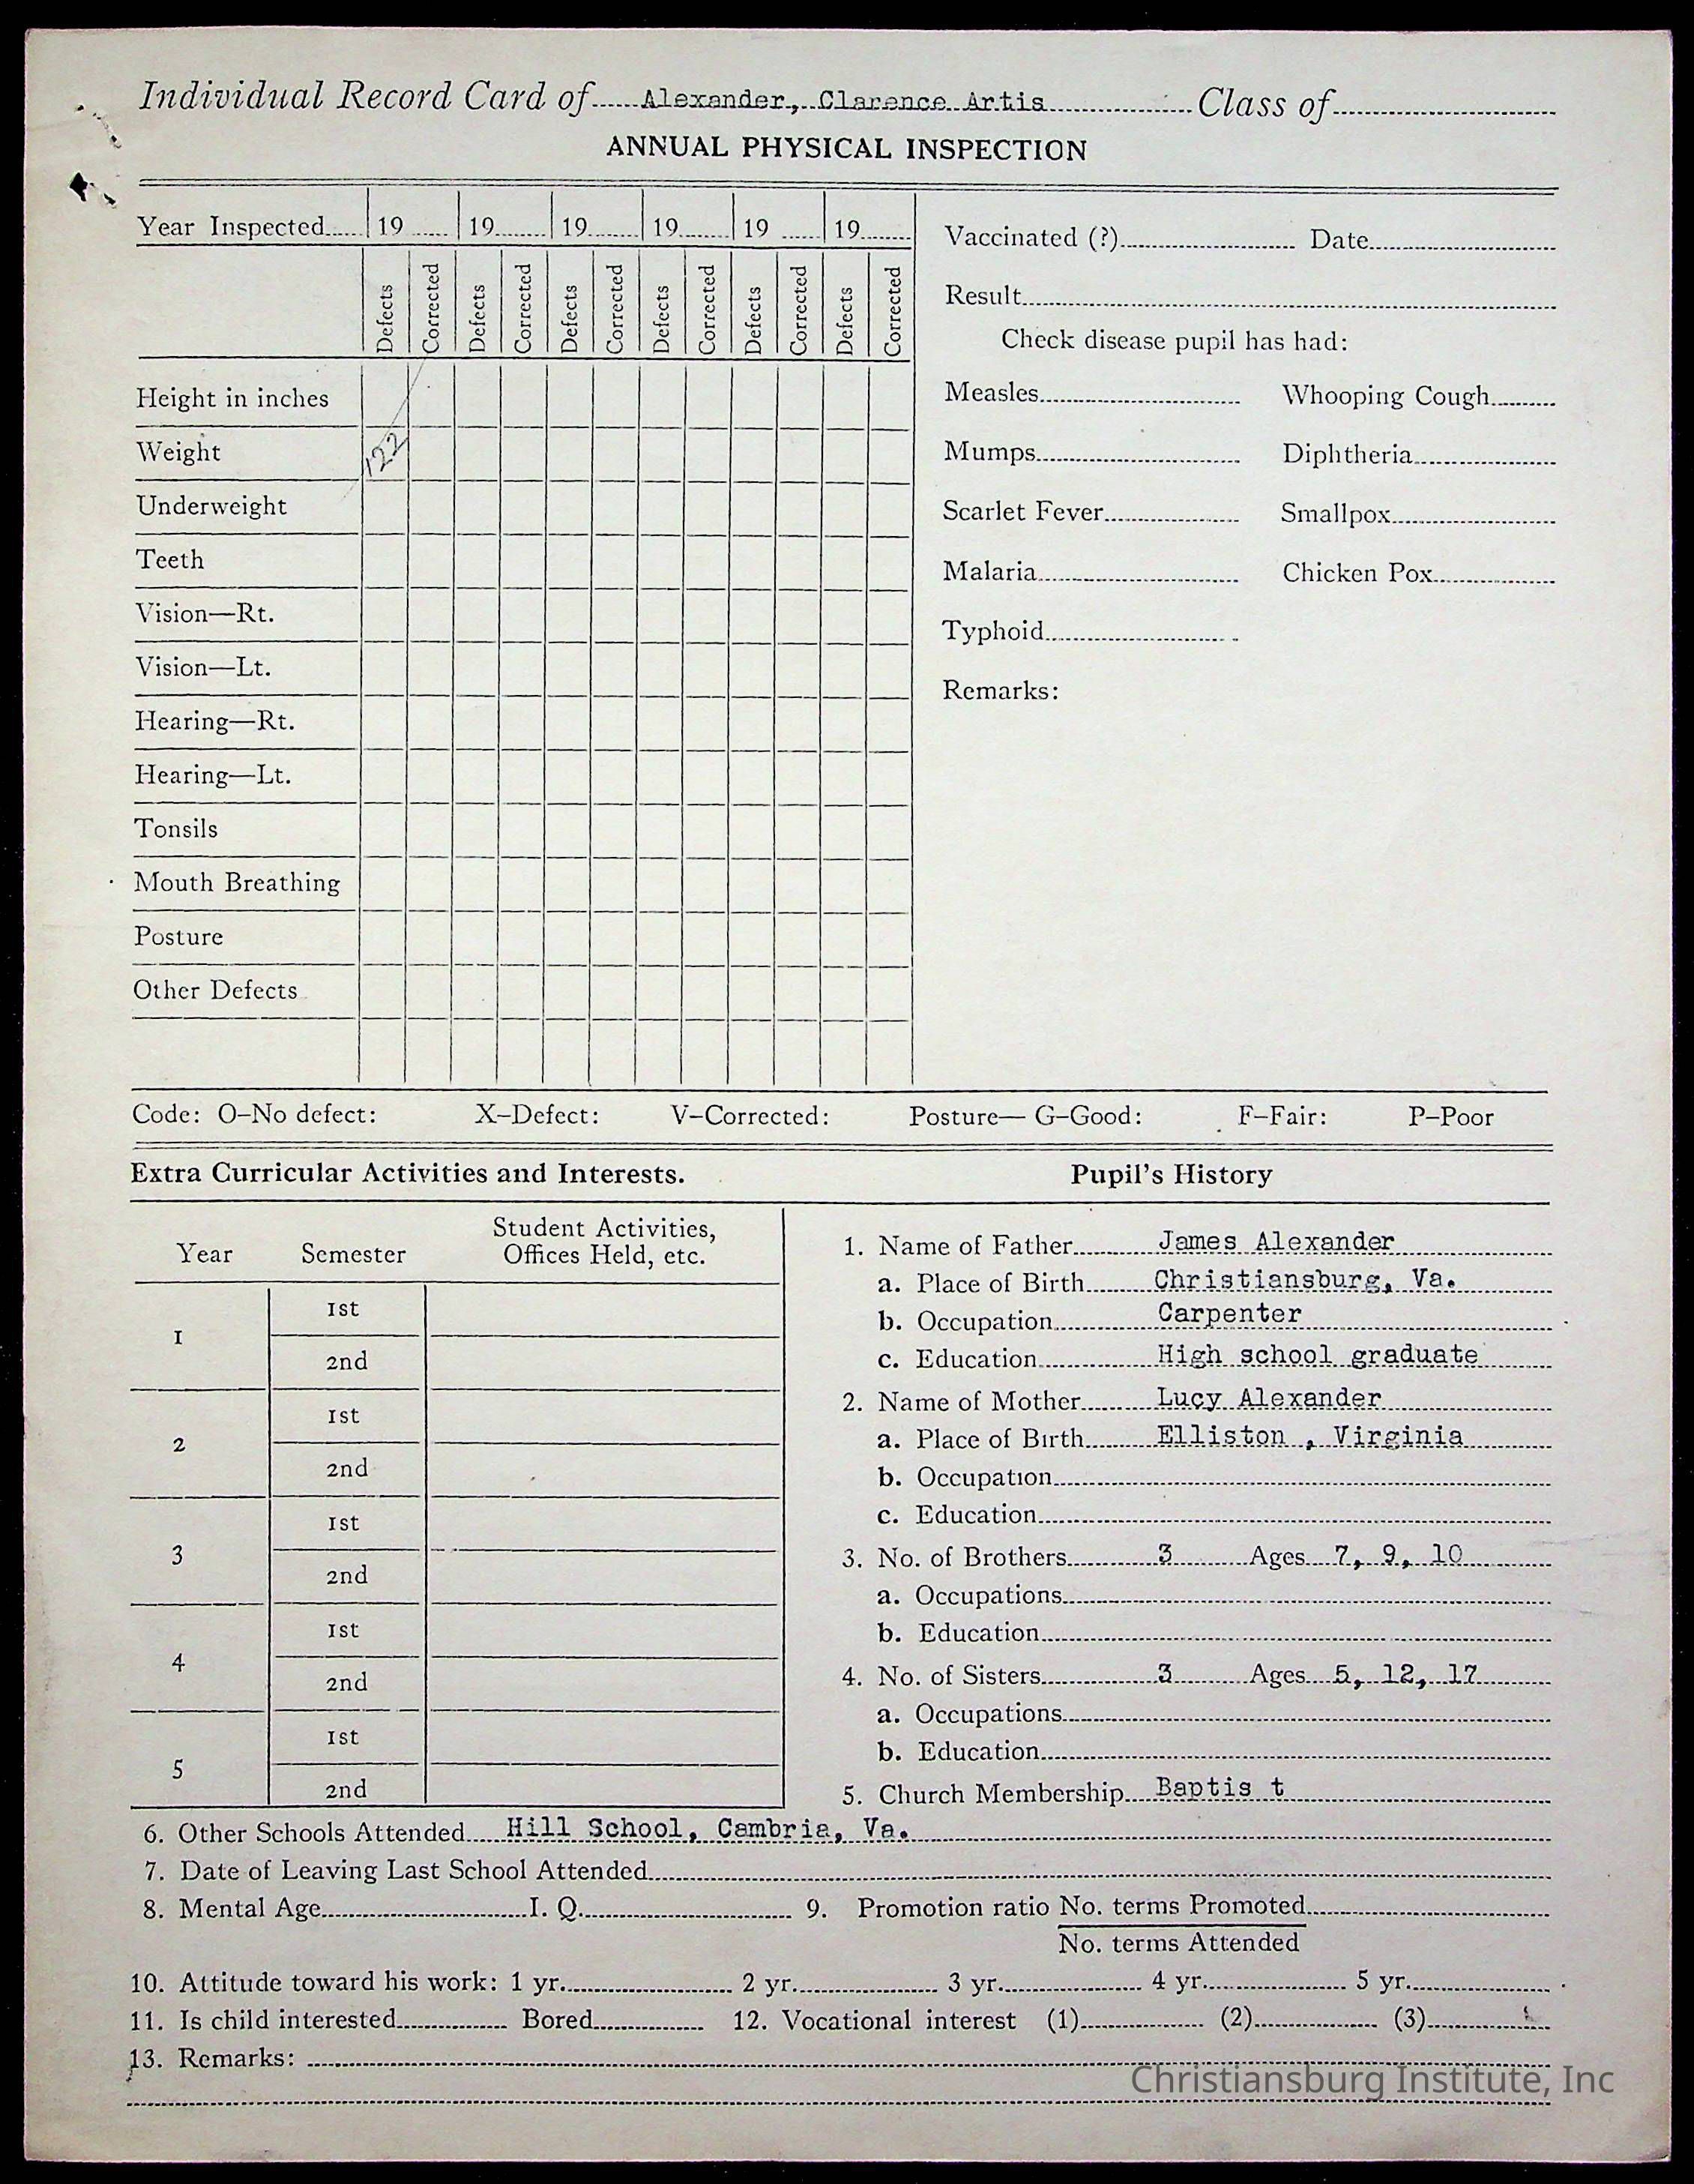 Individual Record Card of Alexander, Clarence Artis Class of
ANNUAL PHYSICAL INSPECTION
Year Inspected 19 19 19 19 19 19
Defects Corrected Defects Corrected Defects Corrected Defects Corrected Defects Corrected Defects Corrected
Height in inches
Weight 122
Underweight
Teeth
Vision—Rt.
Vision—Lt.
Hearing—Rt.
Hearing—Lt.
Tonsils
Mouth Breathing
Posture
Other Defects
Vaccinated (?) Date
Result
Check disease pupil has had:
Measles Whooping Cough
Mumps Diphtheria
Scarlet Fever Smallpox
Malaria Chicken Pox
Typhoid
Remarks:
Code: O–No defect: X–Defect: V–Corrected: Posture— G–Good: F–Fair: P–Poor
Extra Curricular Activities and Interests.
Year Semester Student Activities,
Offices Held, etc.
1 1st
2nd
2 1st
2nd
3 1st
2nd
4 1st
2nd
5 1st
2nd
Pupil's History
1. Name of Father James Alexander
a. Place of Birth Christiansburg, Va.
b. Occupation Carpenter
c. Education High school graduate
2. Name of Mother Lucy Alexander
a. Place of Birth Elliston , Virginia
b. Occupation
c. Education
3. No. of Brothers 3 Ages 7, 9, 10
a. Occupations
b. Education
4. No. of Sisters 3 Ages 5, 12, 17
a. Occupations
b. Education
5. Church Membership Baptis t
6. Other Schools Attended Hill School, Cambria, Va.
7. Date of Leaving Last School Attended
8. Mental Age I. Q. 9. Promotion ratio No. terms Promoted
No. terms Attended
10. Attitude toward his work: 1 yr. 2 yr. 3 yr. 4 yr. 5 yr.
11. Is child interested Bored 12. Vocational interest (1) (2) (3)
13. Remarks:
Christiansburg Institute, Inc